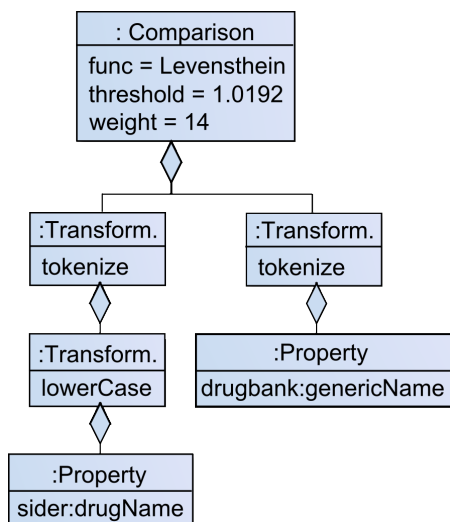 : Comparison
func = Levensthein
threshold = 1.0192
weight = 14
:Transform.
tokenize
:Transform.
tokenize
:Transform.
lowerCase
:Property
drugbank:genericName
:Property
sider:drugName